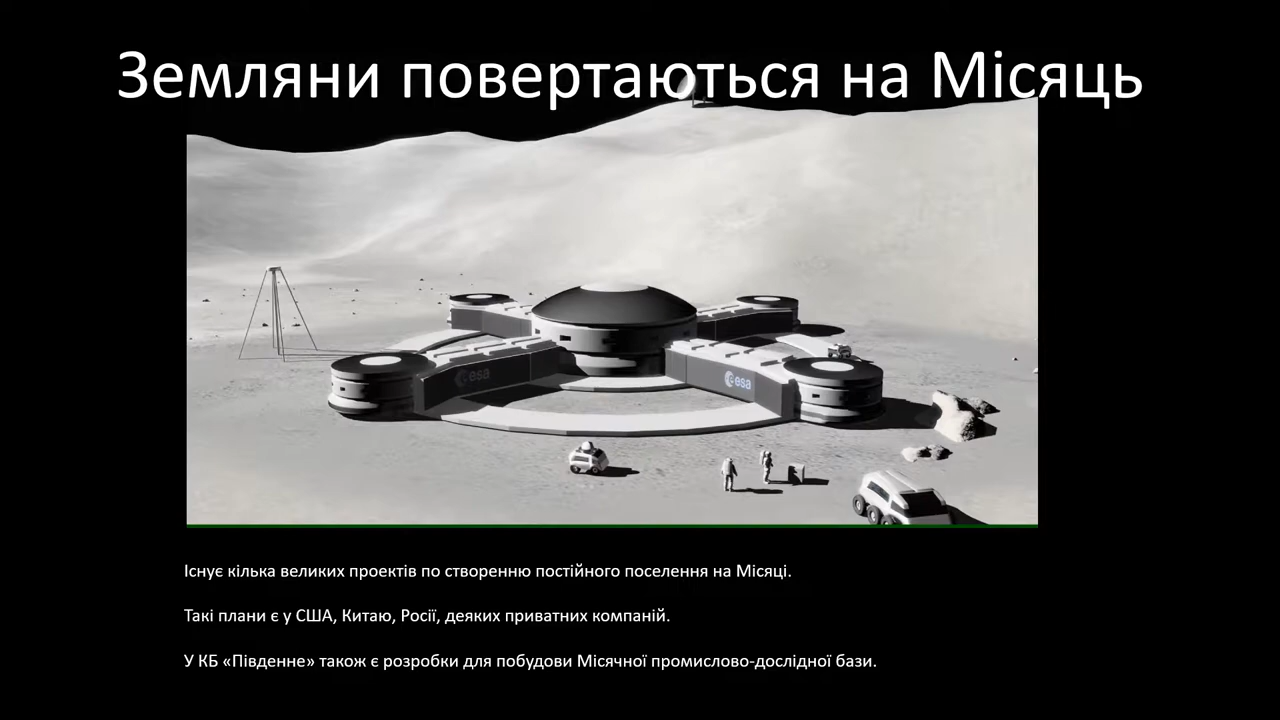 Земляни повертаються на Місяць
esa
esa
Існує кілька великих проектів по створенню постійного поселення на Місяці.
Такі плани є у США, Китаю, Росії, деяких приватних компаній.
У КБ «Південне» також є розробки для побудови Місячної промислово-дослідної бази.